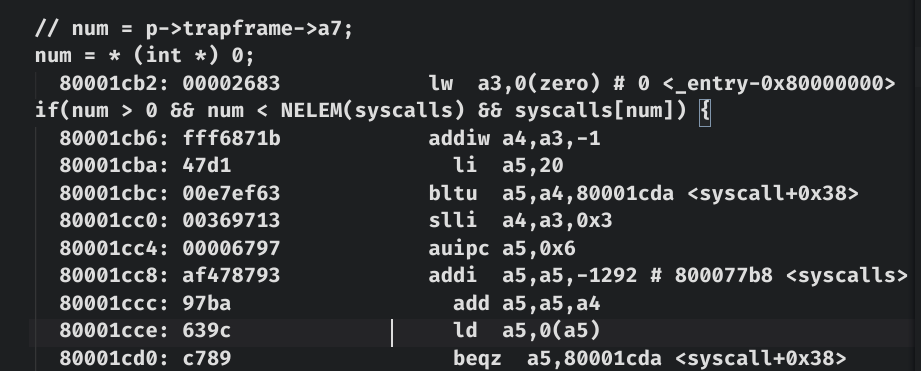 // num = p->trapframe->a7;
num = * (int *) 0;
80001cb2: 00002683 lw a3,0(zero) # 0 <_entry-0x80000000>
if(num > 0 && num < NELEM(syscalls) && syscalls[num]) {
80001cb6: fff6871b addiw a4,a3,-1
80001cba: 47d1 li a5,20
80001cbc: 00e7ef63 bltu a5,a4,80001cda <syscall+0x38>
80001cc0: 00369713 slli a4,a3,0x3
80001cc4: 00006797 auipc a5,0x6
80001cc8: af478793 addi a5,a5,-1292 # 800077b8 <syscalls>
80001ccc: 97ba add a5,a5,a4
80001cce: 639c ld a5,0(a5)
80001cd0: c789 beqz a5,80001cda <syscall+0x38>